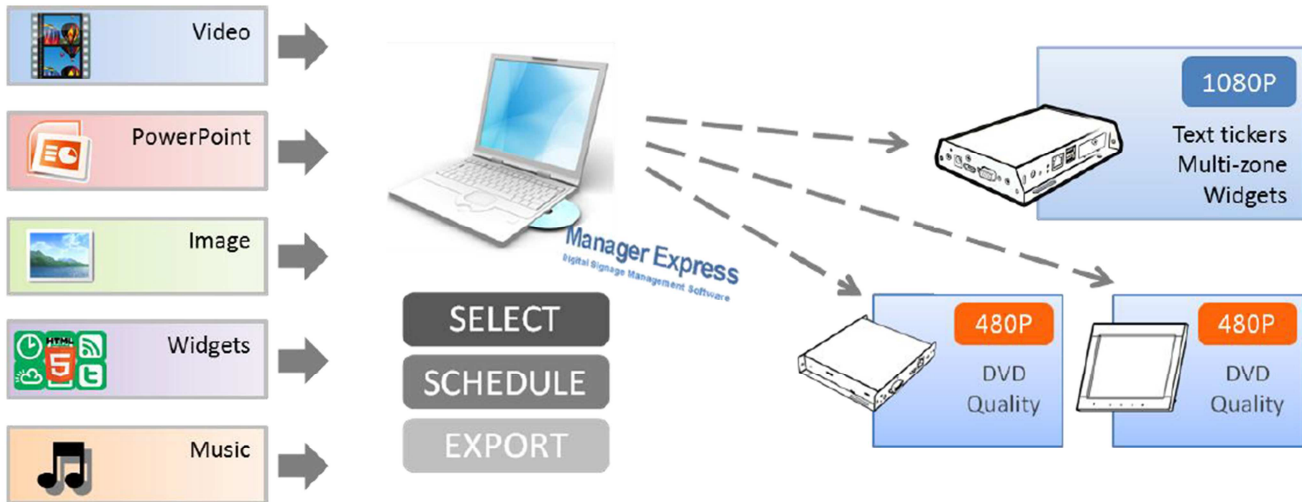 Video
PowerPoint
Image
HTML
5
Widgets
Music
Manager Express
Digital Signage Management Software
SELECT
SCHEDULE
EXPORT
1080P
Text tickers
Multi-zone
Widgets
480P
DVD
Quality
480P
DVD
Quality